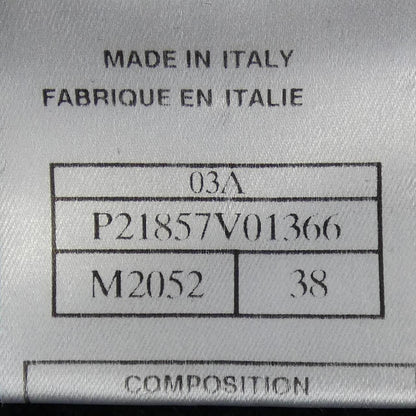 MADE IN ITALY
FABRIQUE EN ITALIE
03A
P21857V01366
M2052 38
COMPOSITION